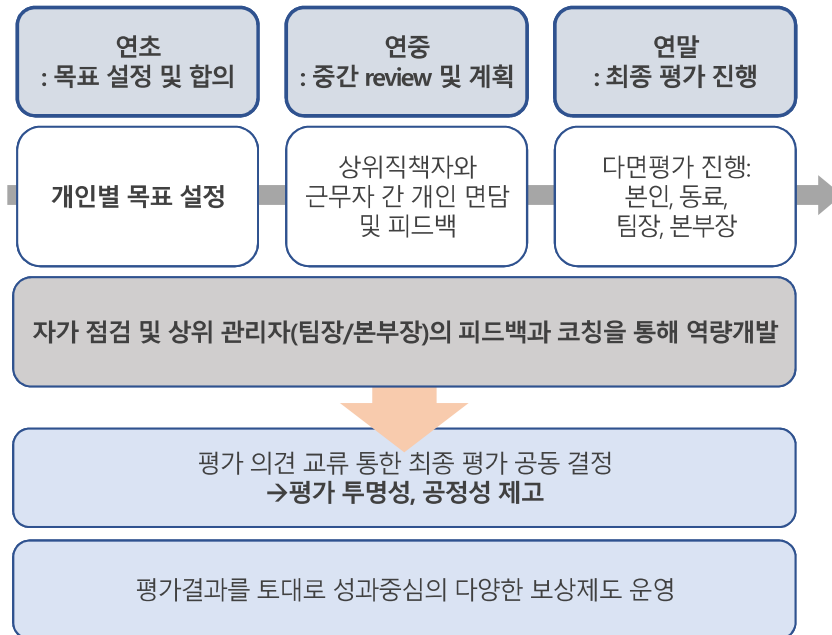 연초
: 목표 설정 및 합의
연중
: 중간 review 및 계획
연말
: 최종 평가 진행
개인별 목표 설정
상위직책자와
근무자 간 개인 면담
및 피드백
다면평가 진행:
본인, 동료,
팀장, 본부장
자가 점검 및 상위 관리자(팀장/본부장)의 피드백과 코칭을 통해 역량개발
평가 의견 교류 통한 최종 평가 공동 결정
→평가 투명성, 공정성 제고
평가결과를 토대로 성과중심의 다양한 보상제도 운영